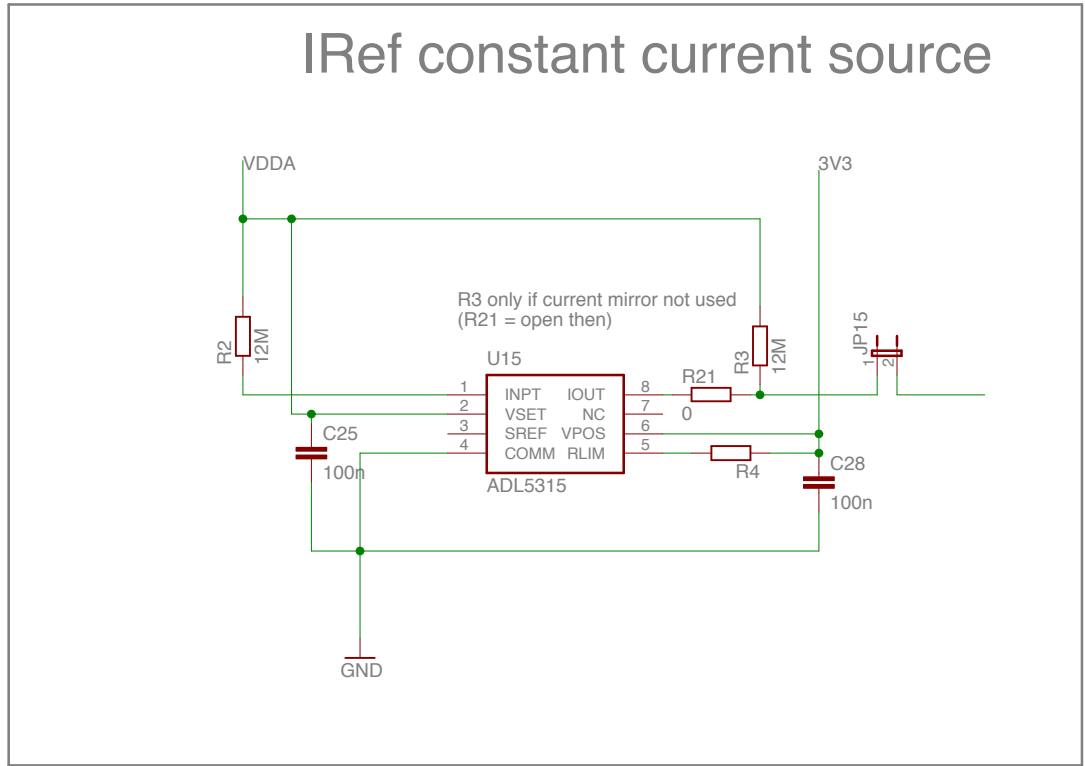 IRef constant current source
VDDA
3V3
R3 only if current mirror not used
(R21 = open then)
R2
12M
U15
R3
12M
JP15
1
2
R21
0
1
2
3
4
INPT
VSET
SREF
COMM
IOUT
NC
VPOS
RLIM
8
7
6
5
C25
100n
ADL5315
R4
C28
100n
GND